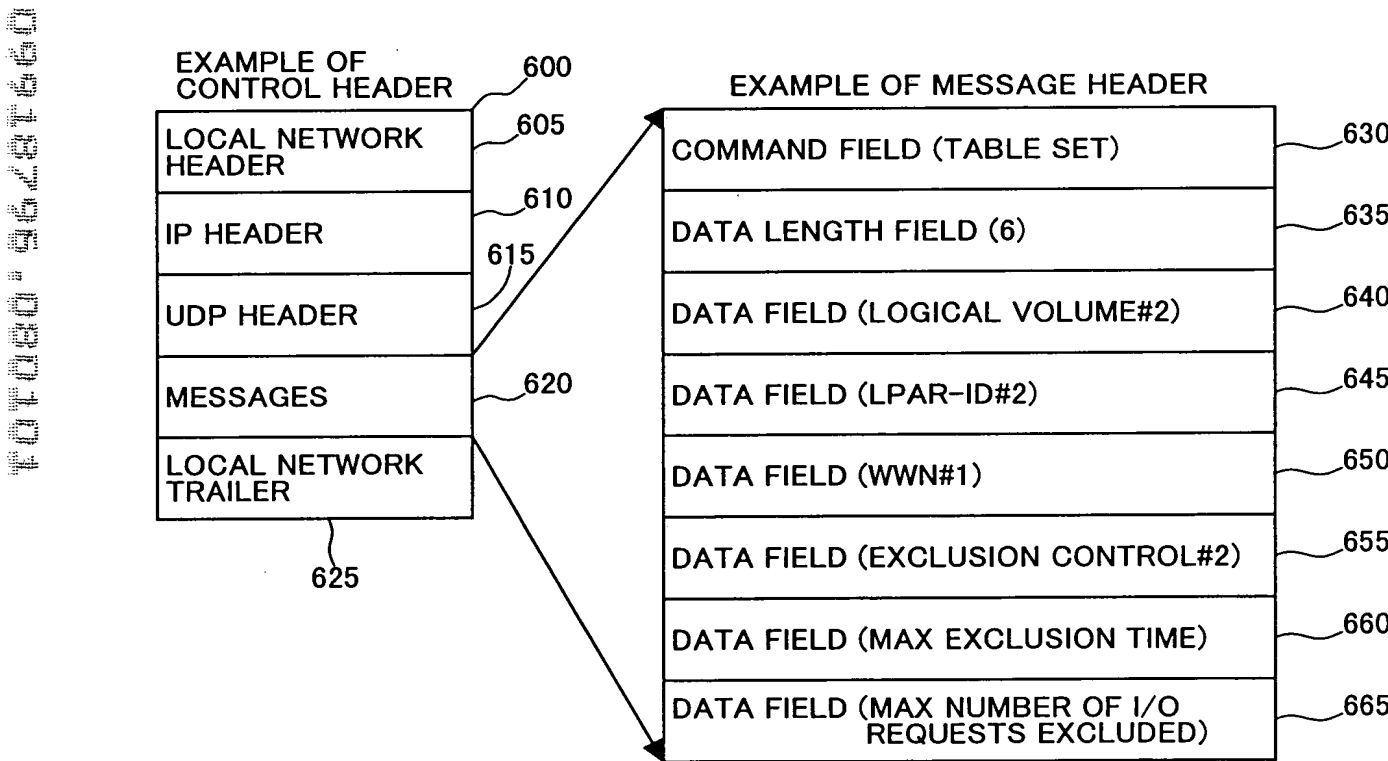 EXAMPLE OF
CONTROL HEADER
600
LOCAL NETWORK
HEADER
605
IP HEADER
610
UDP HEADER
615
MESSAGES
620
LOCAL NETWORK
TRAILER
625
EXAMPLE OF MESSAGE HEADER
COMMAND FIELD (TABLE SET)
630
DATA LENGTH FIELD (6)
635
DATA FIELD (LOGICAL VOLUME#2)
640
DATA FIELD (LPAR-ID#2)
645
DATA FIELD (WWN#1)
650
DATA FIELD (EXCLUSION CONTROL#2)
655
DATA FIELD (MAX EXCLUSION TIME)
660
DATA FIELD (MAX NUMBER OF I/O
REQUESTS EXCLUDED)
665